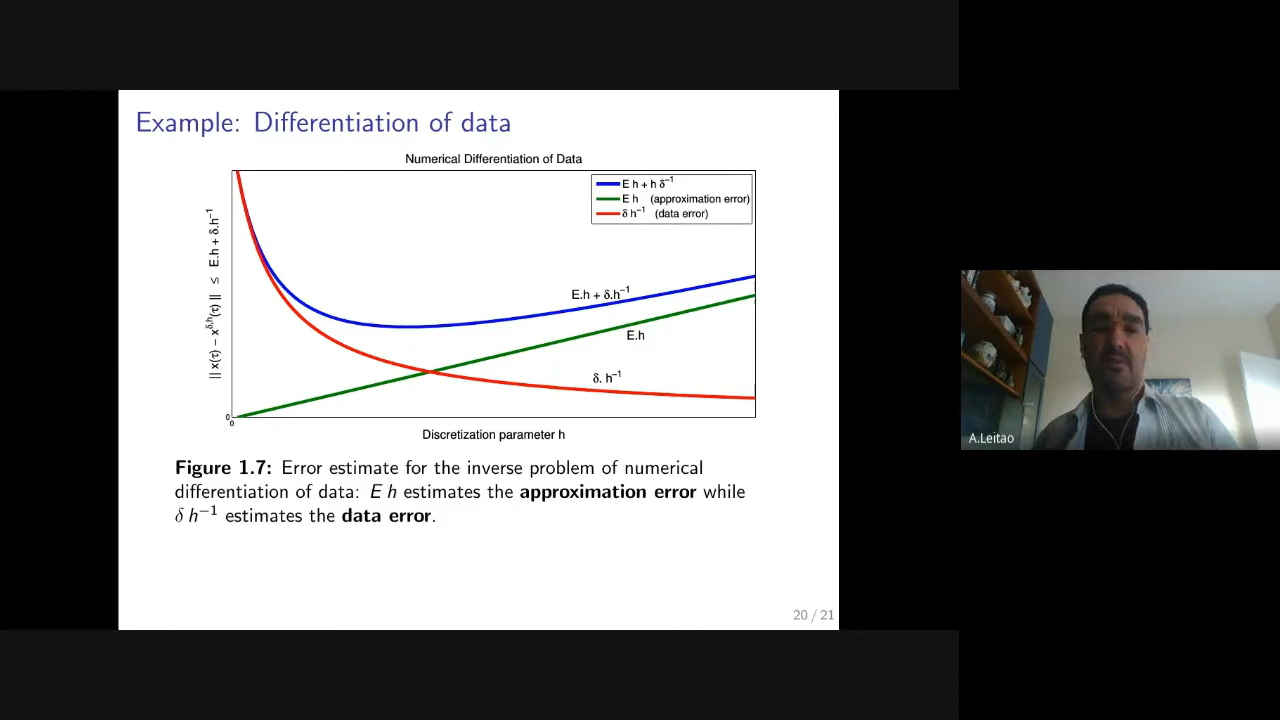 Example: Differentiation of data
Numerical Differentiation of Data
E h + h δ⁻¹
E h (approximation error)
δ h⁻¹ (data error)
|| x(τ) − x^{δ,h}(τ) || ≤ E.h + δ.h⁻¹
E.h + δ.h⁻¹
E.h
δ. h⁻¹
0
0
Discretization parameter h
Figure 1.7: Error estimate for the inverse problem of numerical
differentiation of data: E h estimates the approximation error while
δ h⁻¹ estimates the data error.
20 / 21
A.Leitao